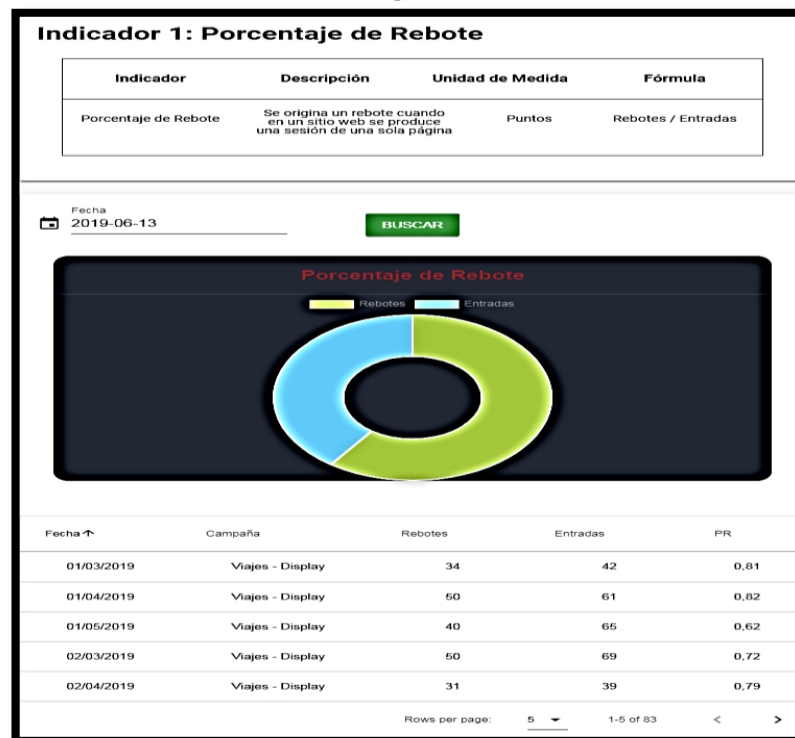 Indicador 1: Porcentaje de Rebote
Indicador Descripción Unidad de Medida Fórmula
Porcentaje de Rebote Se origina un rebote cuando en un sitio web se produce una sesión de una sola página Puntos Rebotes / Entradas
Fecha
2019-06-13
BUSCAR
Porcentaje de Rebote
Rebotes Entradas
Fecha↑ Campaña Rebotes Entradas PR
01/03/2019 Viajes - Display 34 42 0,81
01/04/2019 Viajes - Display 50 61 0,82
01/05/2019 Viajes - Display 40 65 0,62
02/03/2019 Viajes - Display 50 69 0,72
02/04/2019 Viajes - Display 31 39 0,79
Rows per page: 5 1-5 of 83 < >